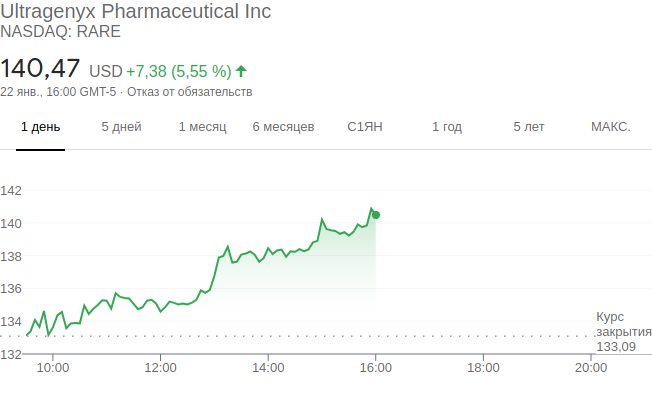 Ultragenyx Pharmaceutical Inc
NASDAQ: RARE
140,47 USD +7,38 (5,55 %)
22 янв., 16:00 GMT-5 · Отказ от обязательств
1 день 5 дней 1 месяц 6 месяцев С1ЯН 1 год 5 лет МАКС.
142
140
138
136
134
132
Курс
закрытия
133,09
10:00 12:00 14:00 16:00 18:00 20:00